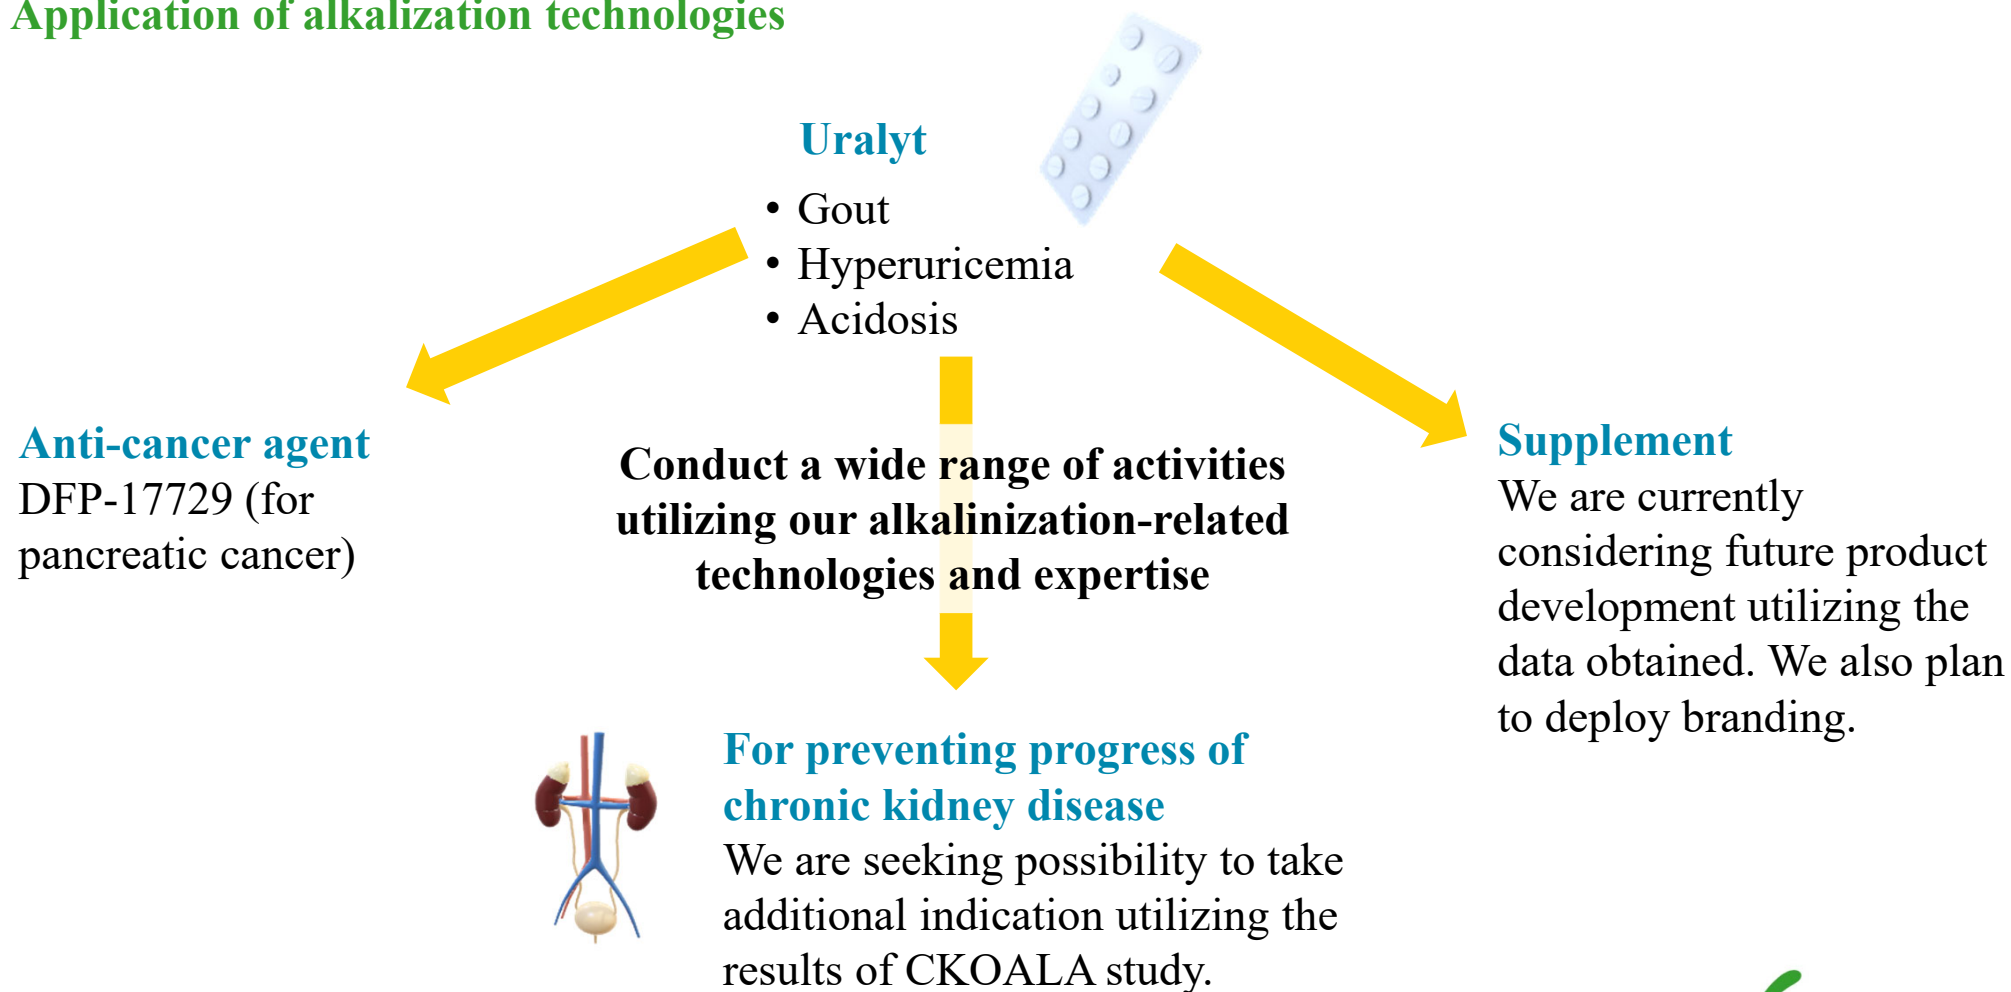 Application of alkalization technologies
Uralyt
• Gout
• Hyperuricemia
• Acidosis
Anti-cancer agent
DFP-17729 (for
pancreatic cancer)
Conduct a wide range of activities
utilizing our alkalinization-related
technologies and expertise
Supplement
We are currently
considering future product
development utilizing the
data obtained. We also plan
to deploy branding.
For preventing progress of
chronic kidney disease
We are seeking possibility to take
additional indication utilizing the
results of CKOALA study.